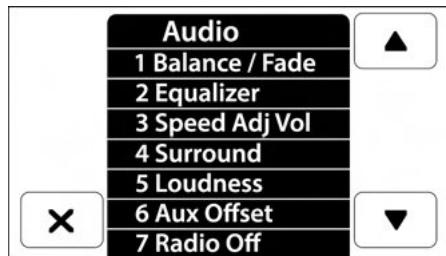 Audio
1 Balance / Fade
2 Equalizer
3 Speed Adj Vol
4 Surround
5 Loudness
6 Aux Offset
7 Radio Off